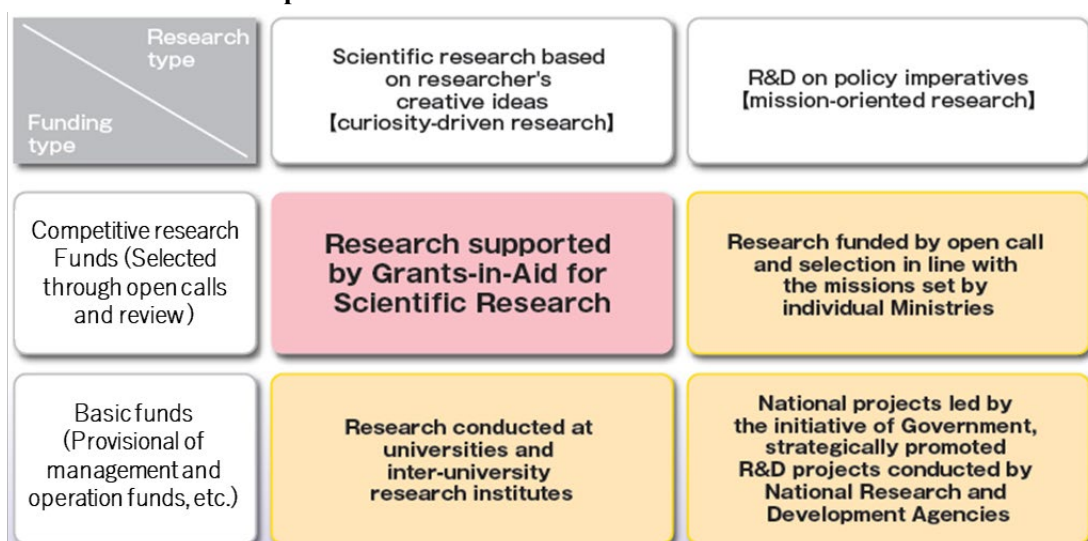 Research
type
Funding
type
Scientific research based
on researcher's
creative ideas
【curiosity-driven research】
R&D on policy imperatives
【mission-oriented research】
Competitive research
Funds (Selected
through open calls
and review)
Research supported
by Grants-in-Aid for
Scientific Research
Research funded by open call
and selection in line with
the missions set by
individual Ministries
Basic funds
(Provisional of
management and
operation funds, etc.)
Research conducted at
universities and
inter-university
research institutes
National projects led by
the initiative of Government,
strategically promoted
R&D projects conducted by
National Research and
Development Agencies